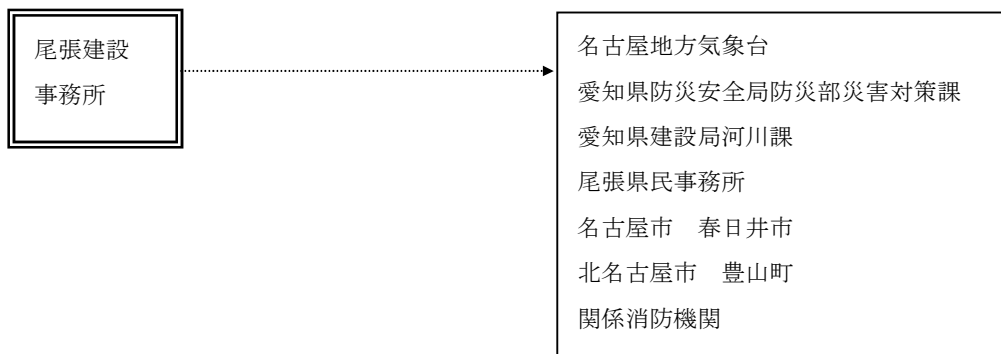 尾張建設
事務所
名古屋地方気象台
愛知県防災安全局防災部災害対策課
愛知県建設局河川課
尾張県民事務所
名古屋市　春日井市
北名古屋市　豊山町
関係消防機関